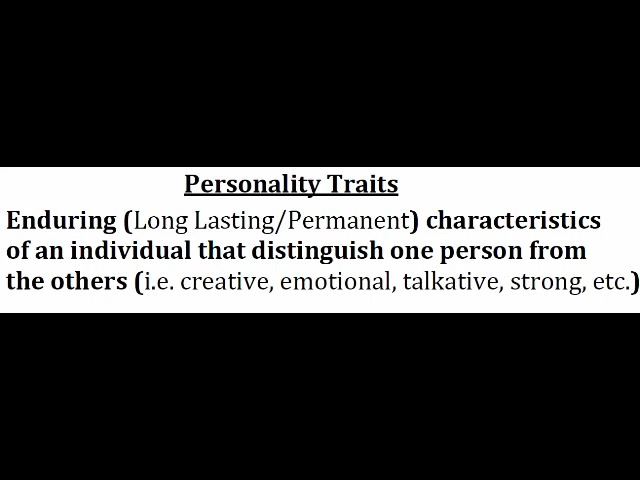 Personality Traits
Enduring (Long Lasting/Permanent) characteristics
of an individual that distinguish one person from
the others (i.e. creative, emotional, talkative, strong, etc.)